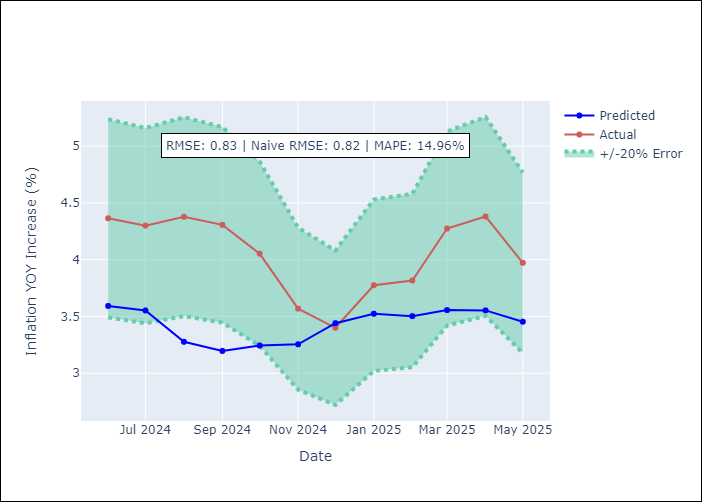 RMSE: 0.83 | Naive RMSE: 0.82 | MAPE: 14.96%
Predicted
Actual
+/-20% Error
Inflation YOY Increase (%)
5
4.5
4
3.5
3
Jul 2024
Sep 2024
Nov 2024
Jan 2025
Mar 2025
May 2025
Date